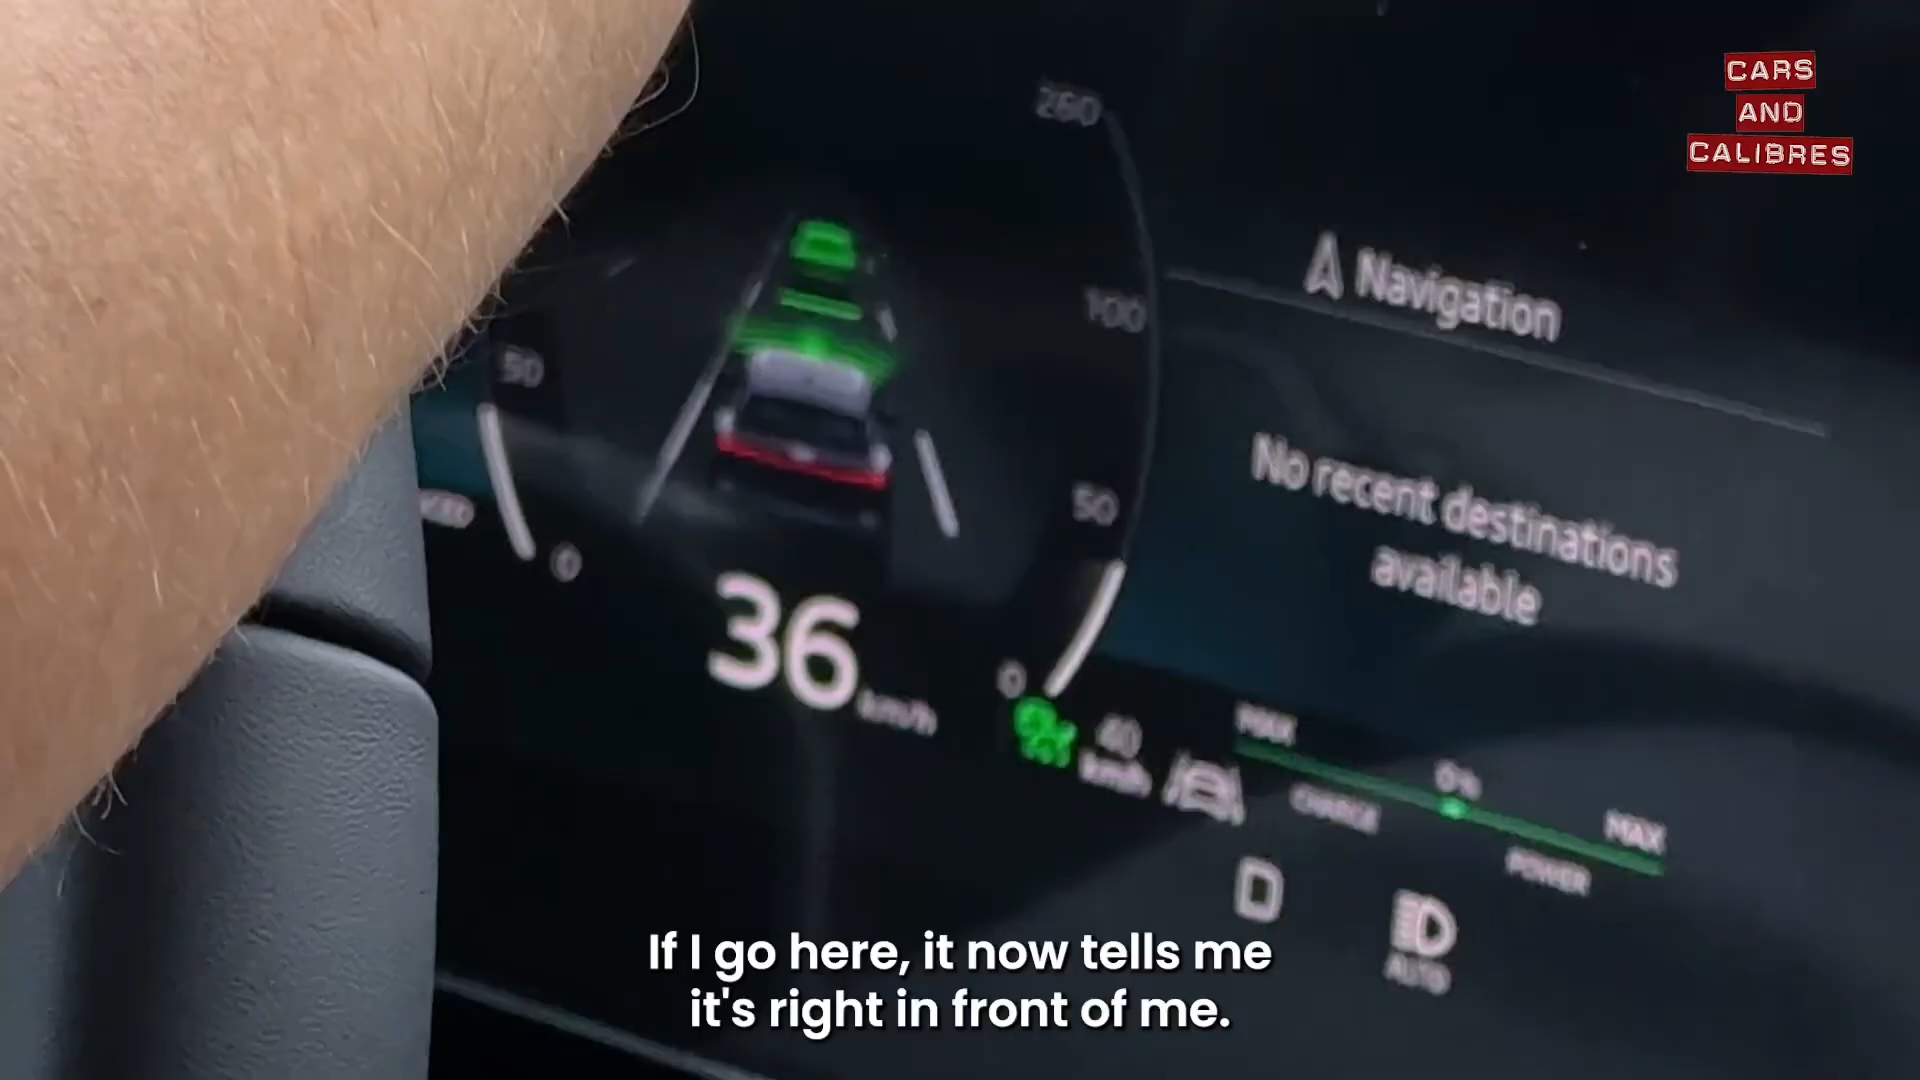 CARS
AND
CALIBRES
260
Navigation
100
90
No recent destinations
available
50
0
36 km/h
0
40
km/h
MAX
0%
CHARGE
MAX
POWER
D
AUTO
If I go here, it now tells me
it's right in front of me.